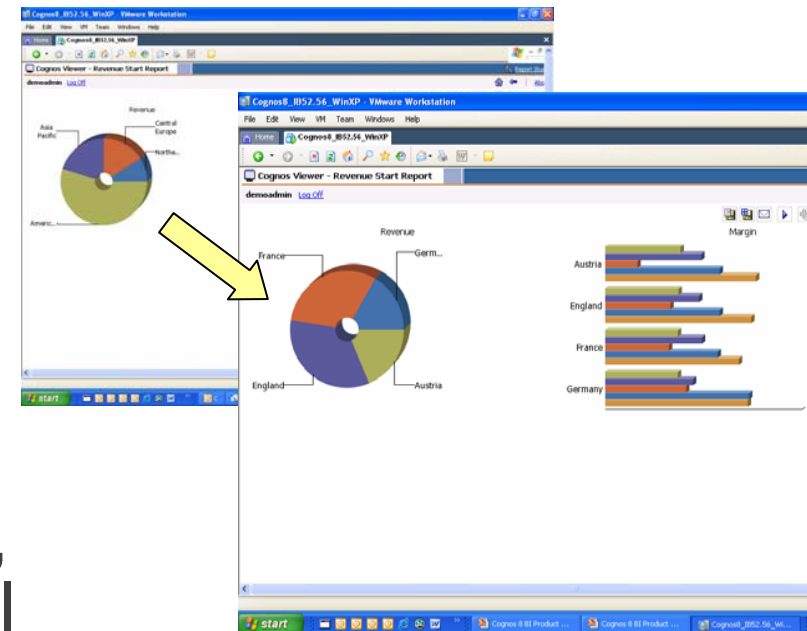 Cognos8_IB52.56_WinXP - VMware Workstation
File Edit View VM Team Windows Help
Home Cognos8_IB52.56_WinXP
Cognos Viewer - Revenue Start Report
demoadmin Log Off
Revenue
Asia
Pacific
Central
Europe
Northe...
Americ...
start
Cognos8_IB52.56_WinXP - VMware Workstation
File Edit View VM Team Windows Help
Home Cognos8_IB52.56_WinXP
Cognos Viewer - Revenue Start Report
demoadmin Log Off
Revenue
France
Germ...
England
Austria
Margin
Austria
England
France
Germany
start Cognos 8 BI Product ... Cognos 8 BI Product ... Cognos8_IB52.56_Wi...